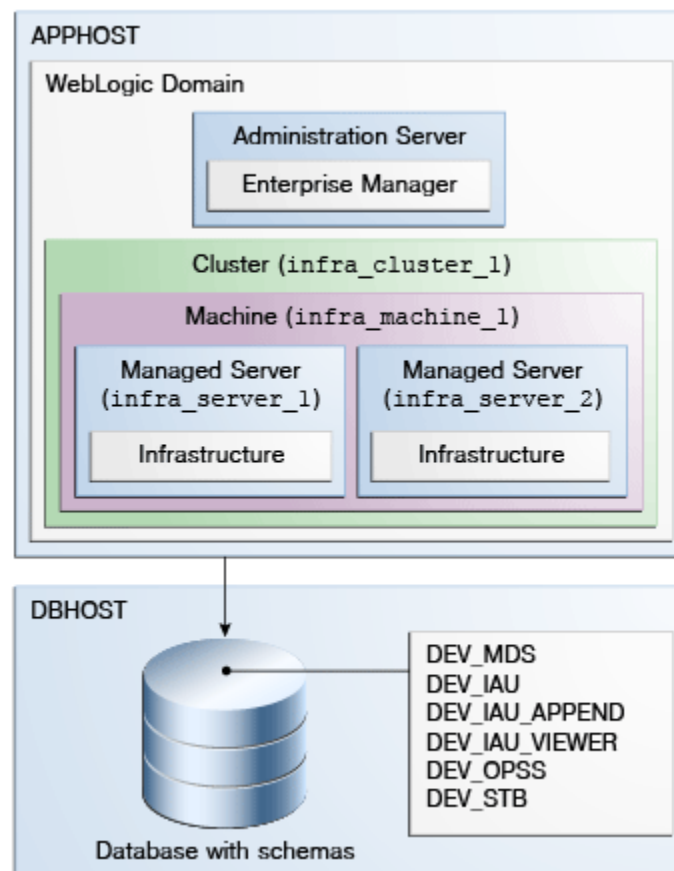 APPHOST
WebLogic Domain
Administration Server
Enterprise Manager
Cluster (infra_cluster_1)
Machine (infra_machine_1)
Managed Server
(infra_server_1)
Infrastructure
Managed Server
(infra_server_2)
Infrastructure
DBHOST
DEV_MDS
DEV_IAU
DEV_IAU_APPEND
DEV_IAU_VIEWER
DEV_OPSS
DEV_STB
Database with schemas